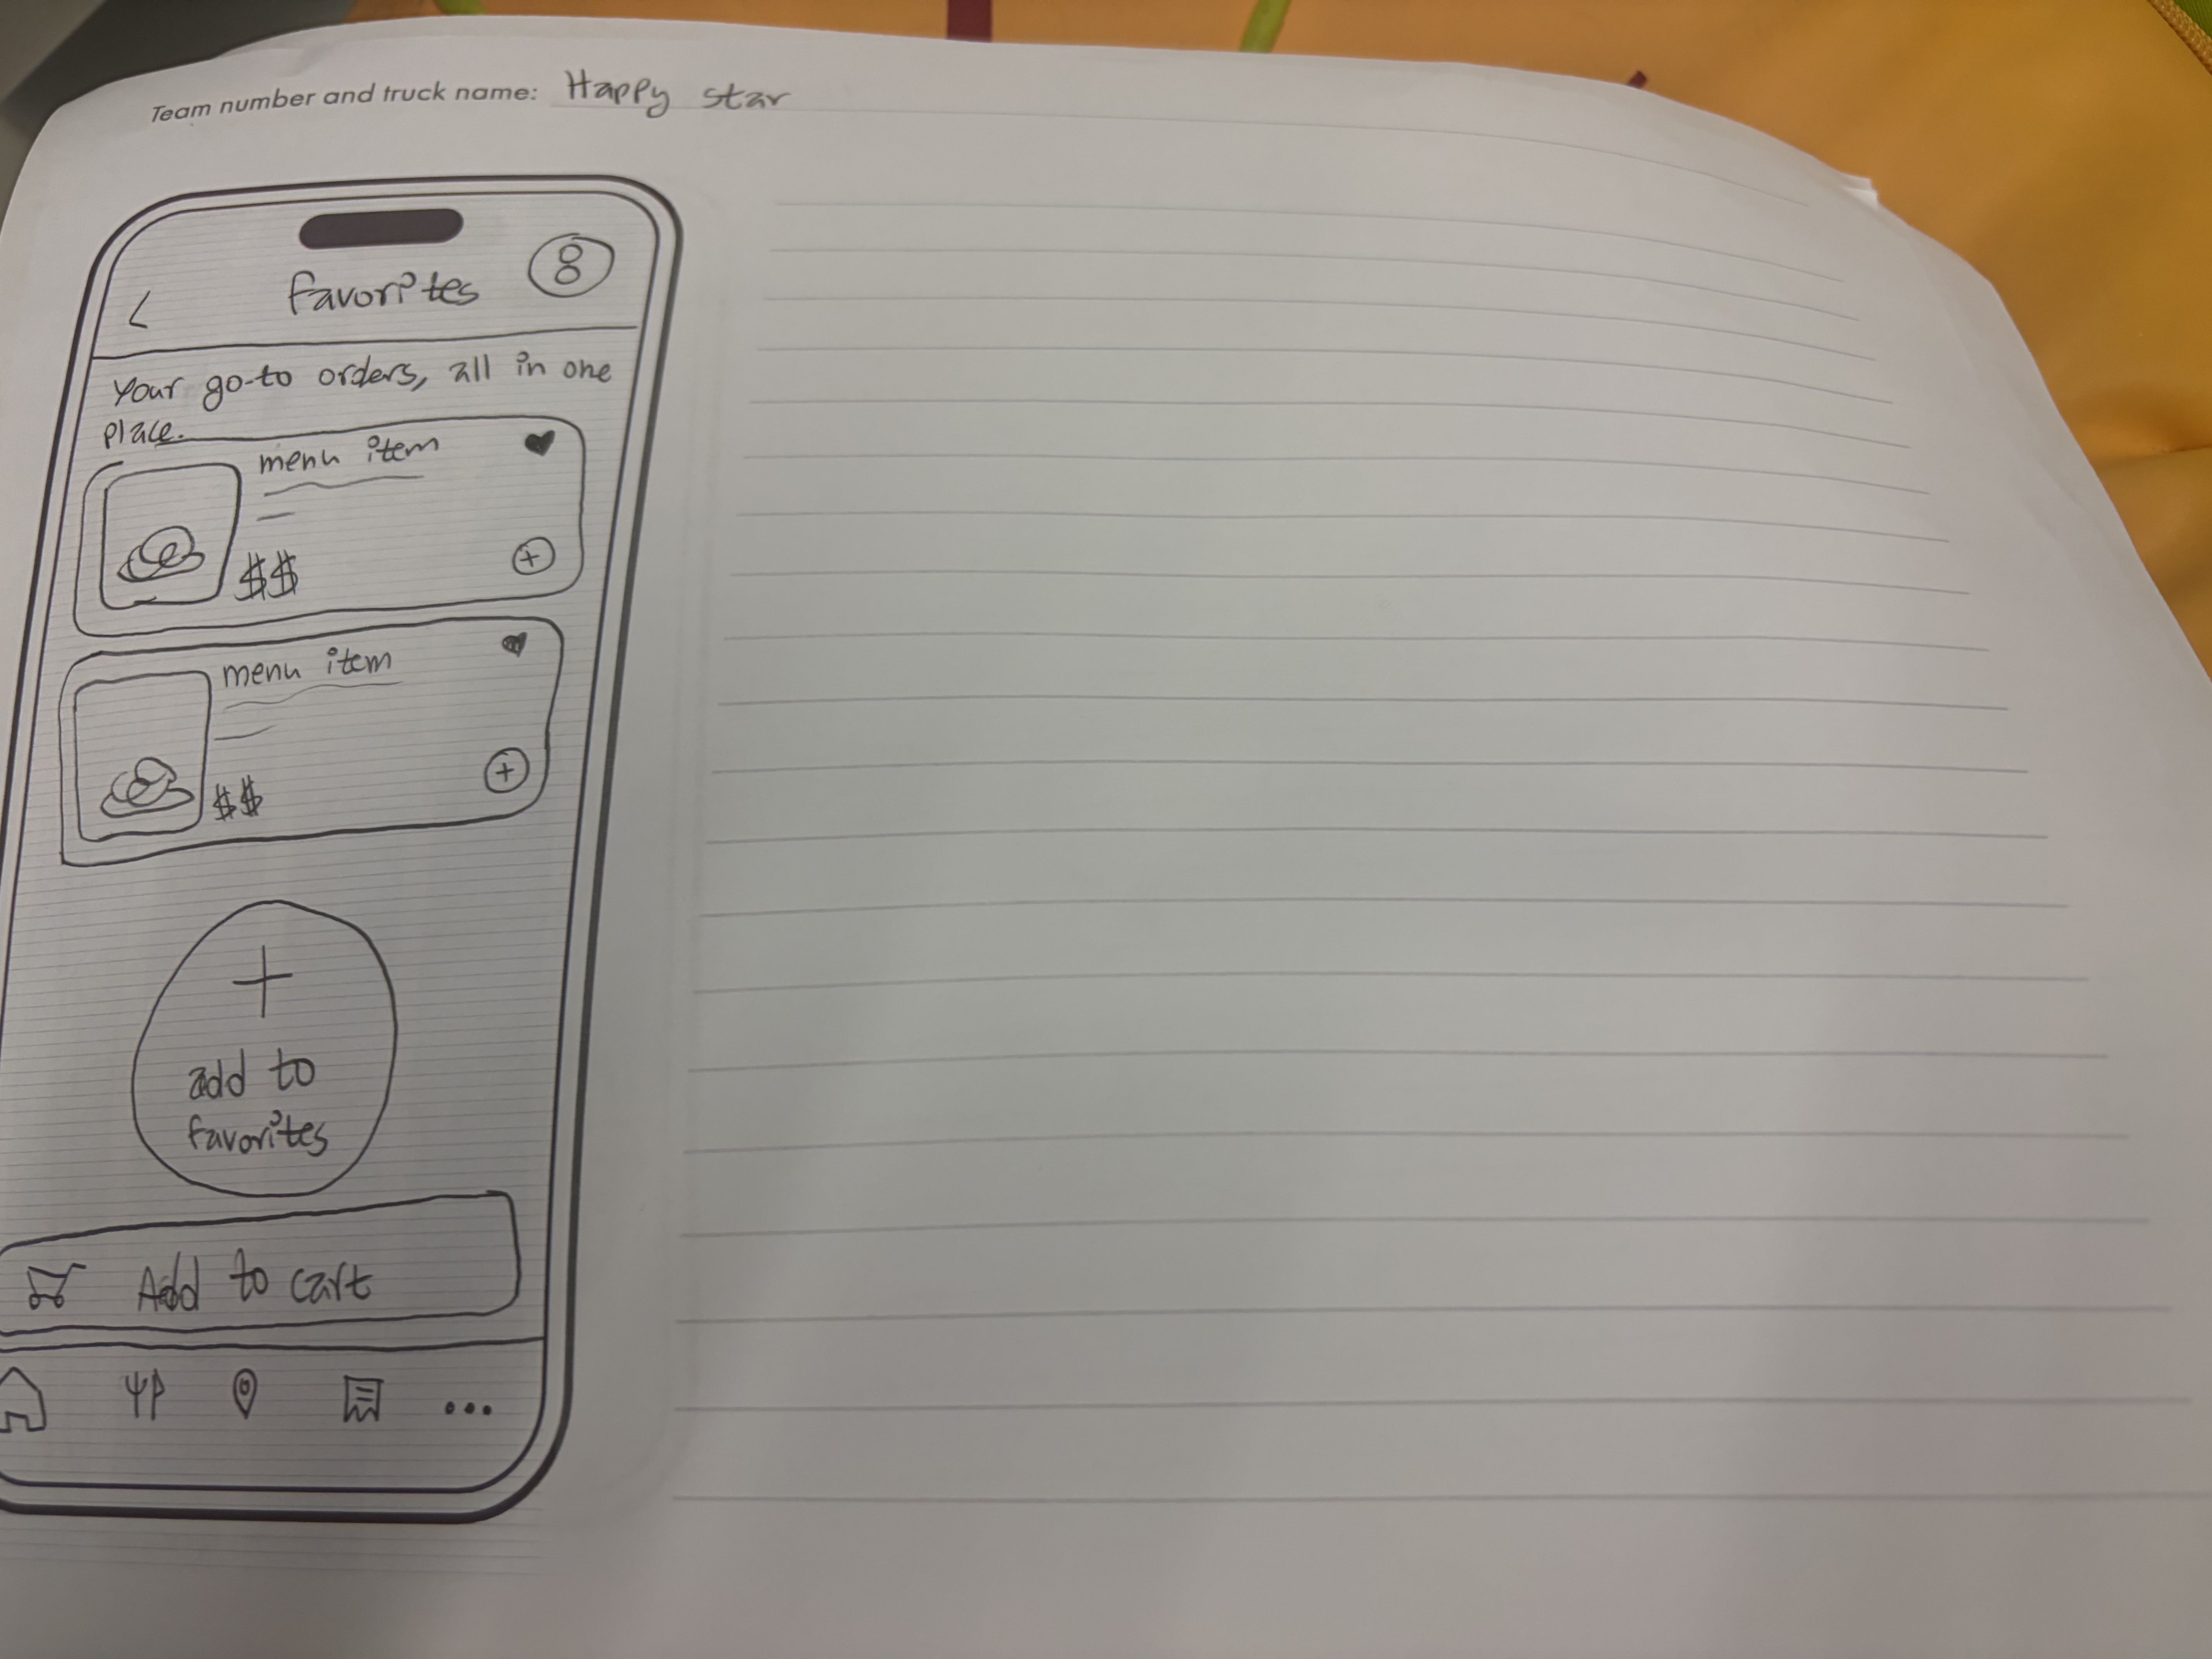 Team number and truck name: Happy star
8
< favorites
Your go-to orders, all in one
place.
menu item
$$
+
menu item
$$
+
+
add to
favorites
Add to cart
...